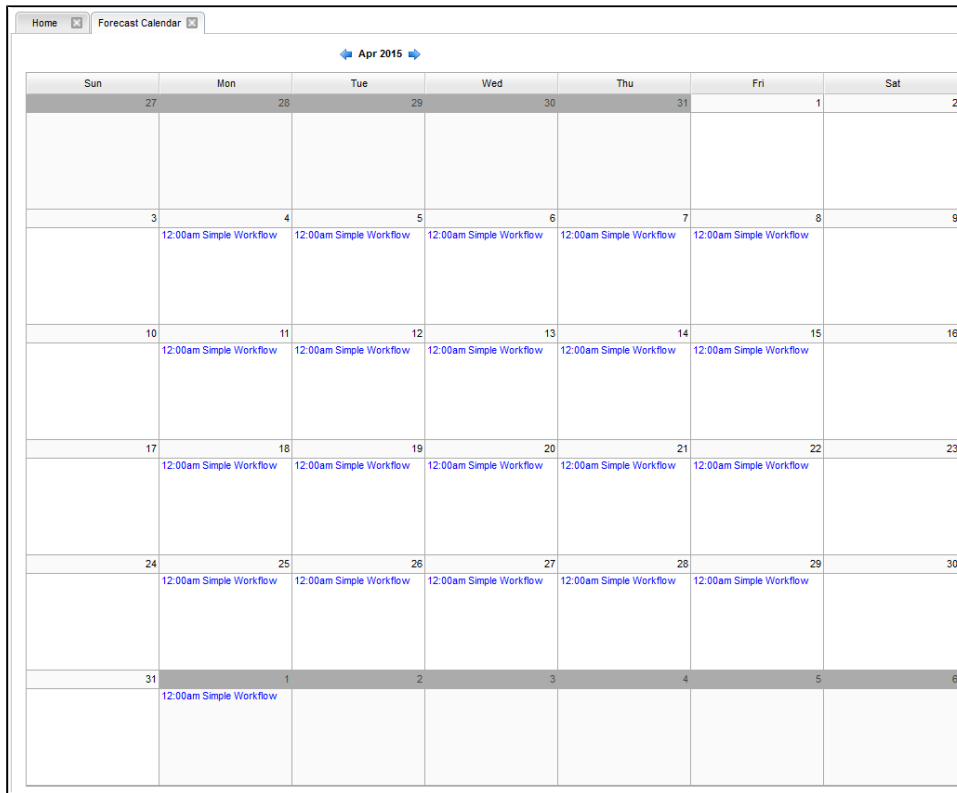 Home Forecast Calendar
Apr 2015
Sun Mon Tue Wed Thu Fri Sat
27 28 29 30 31 1 2
3 4 5 6 7 8 9
12:00am Simple Workflow 12:00am Simple Workflow 12:00am Simple Workflow 12:00am Simple Workflow 12:00am Simple Workflow
10 11 12 13 14 15 16
12:00am Simple Workflow 12:00am Simple Workflow 12:00am Simple Workflow 12:00am Simple Workflow 12:00am Simple Workflow
17 18 19 20 21 22 23
12:00am Simple Workflow 12:00am Simple Workflow 12:00am Simple Workflow 12:00am Simple Workflow 12:00am Simple Workflow
24 25 26 27 28 29 30
12:00am Simple Workflow 12:00am Simple Workflow 12:00am Simple Workflow 12:00am Simple Workflow 12:00am Simple Workflow
31 1 2 3 4 5 6
12:00am Simple Workflow